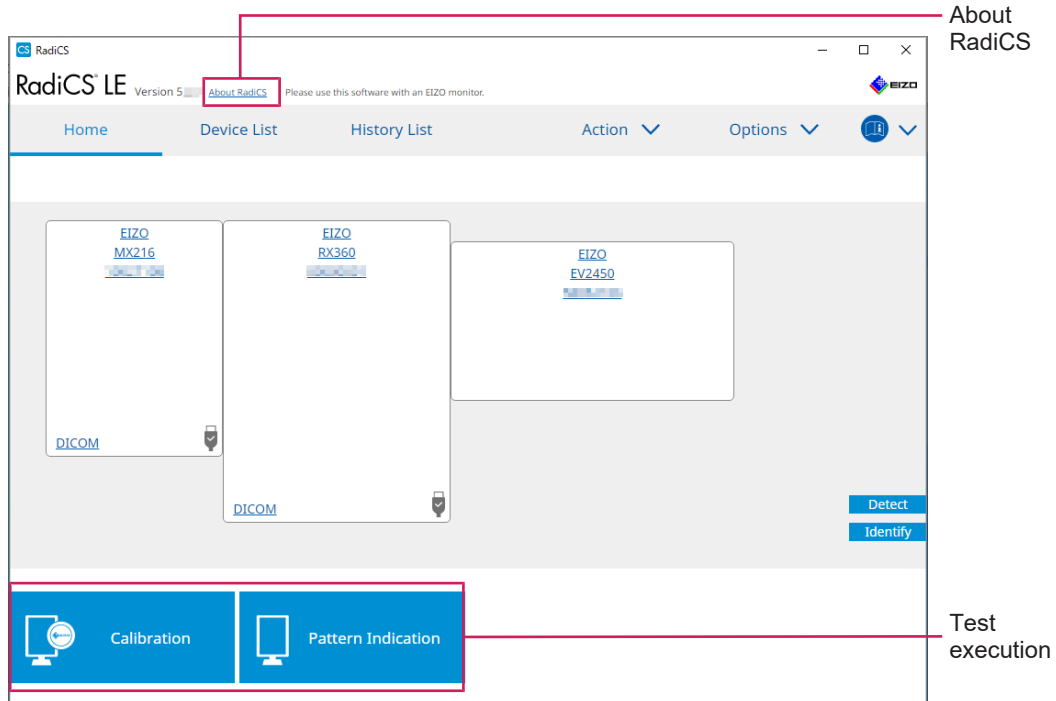 About
RadiCS
CS RadiCS
RadiCS LE Version 5 About RadiCS Please use this software with an EIZO monitor. EIZO
Home Device List History List Action Options
EIZO
MX216
EIZO
RX360
EIZO
EV2450
DICOM
DICOM
Detect
Identify
Calibration Pattern Indication
Test
execution